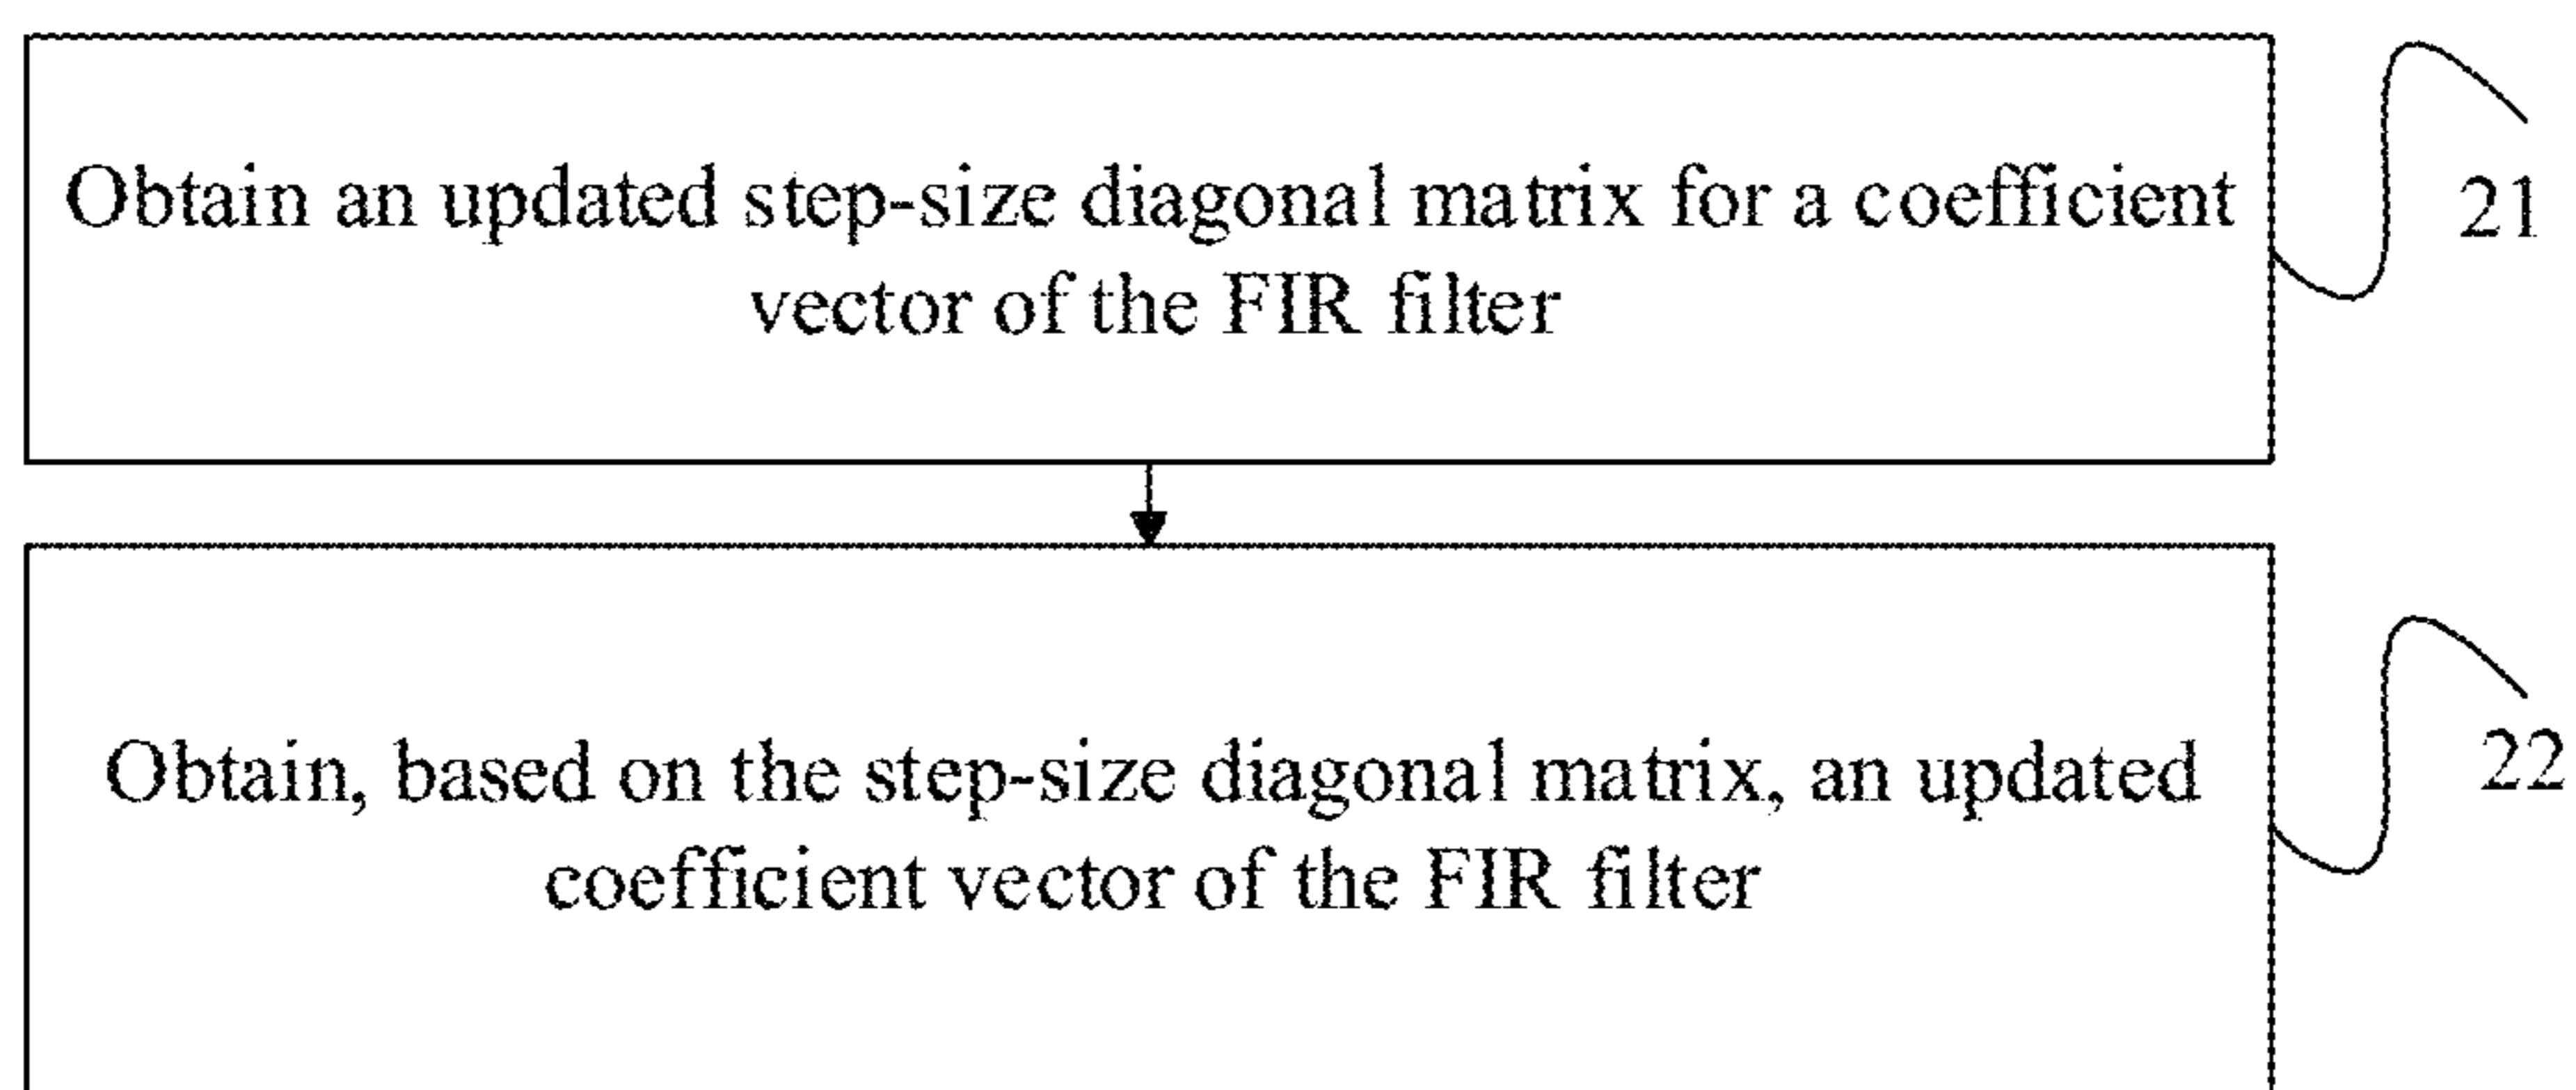 Obtain an updated step-size diagonal matrix for a coefficient
vector of the FIR filter
21
Obtain, based on the step-size diagonal matrix, an updated
coefficient vector of the FIR filter
22